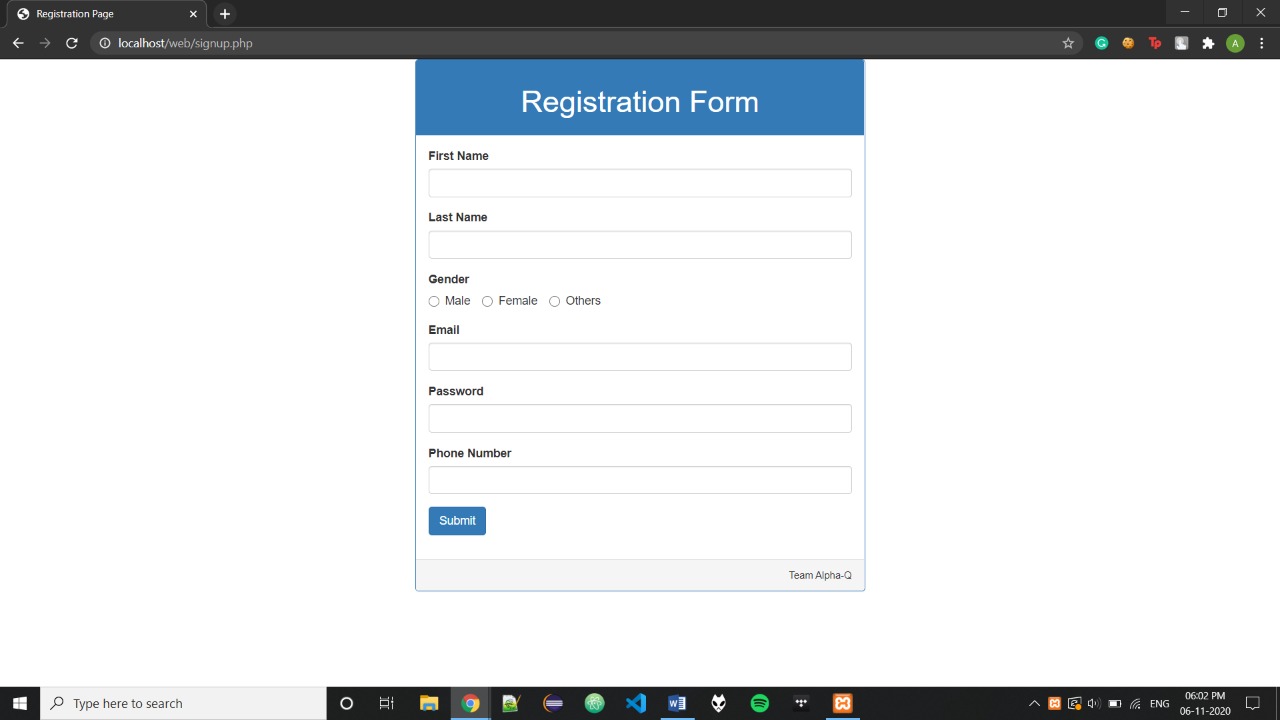 Registration Page
localhost/web/signup.php
Tp
A
Registration Form
First Name
Last Name
Gender
Male Female Others
Email
Password
Phone Number
Submit
Team Alpha-Q
Type here to search
ENG
06:02 PM
06-11-2020